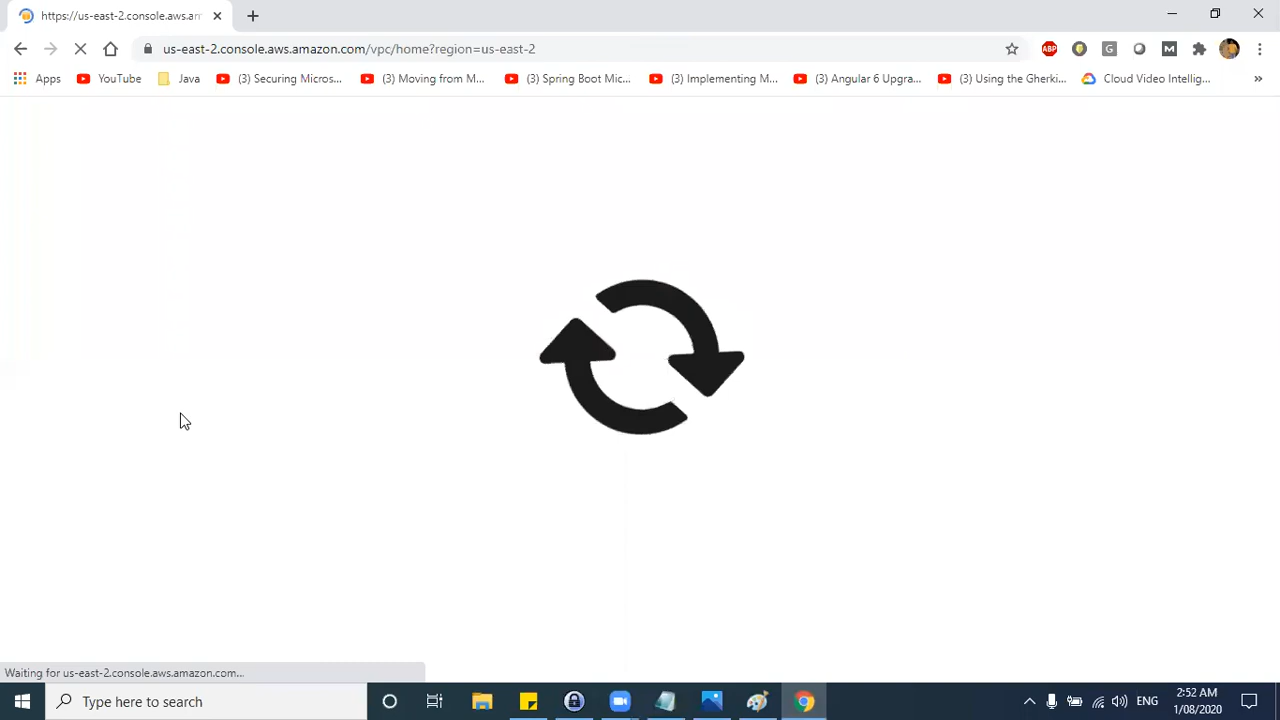 https://us-east-2.console.aws.am
us-east-2.console.aws.amazon.com/vpc/home?region=us-east-2
ABP
G
M
Apps
YouTube
Java
(3) Securing Micros...
(3) Moving from M...
(3) Spring Boot Mic...
(3) Implementing M...
(3) Angular 6 Upgra...
(3) Using the Gherki...
Cloud Video Intellig...
»
Waiting for us-east-2.console.aws.amazon.com...
Type here to search
ENG
2:52 AM
1/08/2020